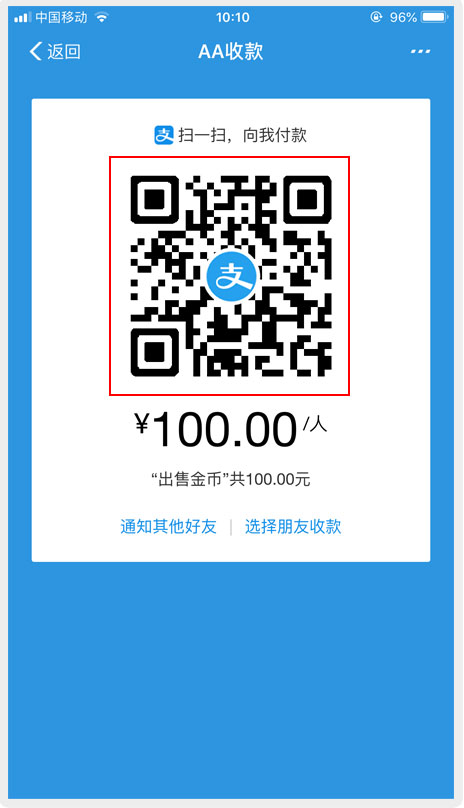 中国移动 10:10 96%
返回 AA收款
支 扫一扫，向我付款
支
¥100.00/人
“出售金币”共100.00元
通知其他好友 | 选择朋友收款